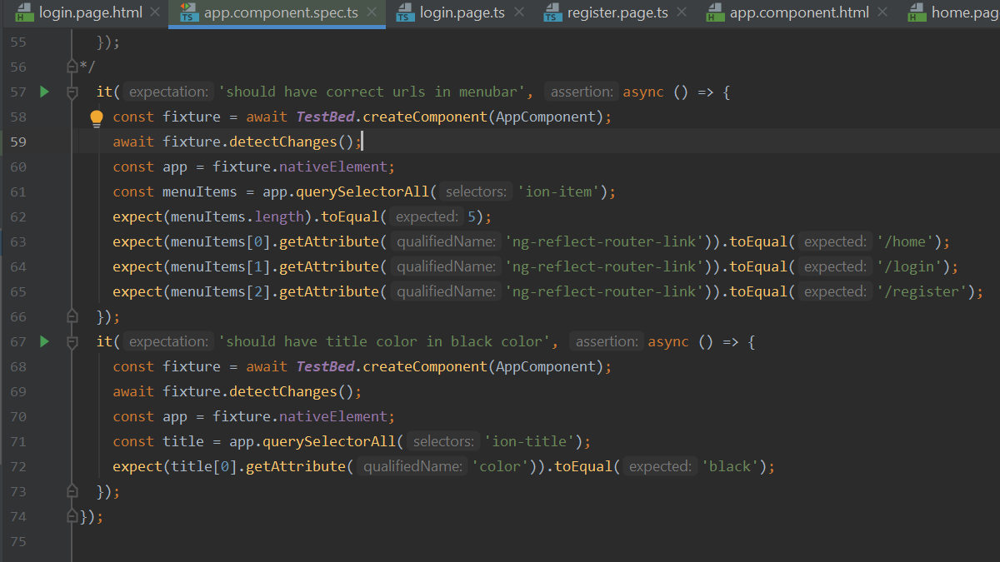 login.page.html app.component.spec.ts login.page.ts register.page.ts app.component.html home.pag
55 });
56 */
57 it( expectation: 'should have correct urls in menubar', assertion: async () => {
58 const fixture = await TestBed.createComponent(AppComponent);
59 await fixture.detectChanges();
60 const app = fixture.nativeElement;
61 const menuItems = app.querySelectorAll( selectors: 'ion-item');
62 expect(menuItems.length).toEqual( expected: 5);
63 expect(menuItems[0].getAttribute( qualifiedName: 'ng-reflect-router-link')).toEqual( expected: '/home');
64 expect(menuItems[1].getAttribute( qualifiedName: 'ng-reflect-router-link')).toEqual( expected: '/login');
65 expect(menuItems[2].getAttribute( qualifiedName: 'ng-reflect-router-link')).toEqual( expected: '/register');
66 });
67 it( expectation: 'should have title color in black color', assertion: async () => {
68 const fixture = await TestBed.createComponent(AppComponent);
69 await fixture.detectChanges();
70 const app = fixture.nativeElement;
71 const title = app.querySelectorAll( selectors: 'ion-title');
72 expect(title[0].getAttribute( qualifiedName: 'color')).toEqual( expected: 'black');
73 });
74 });
75